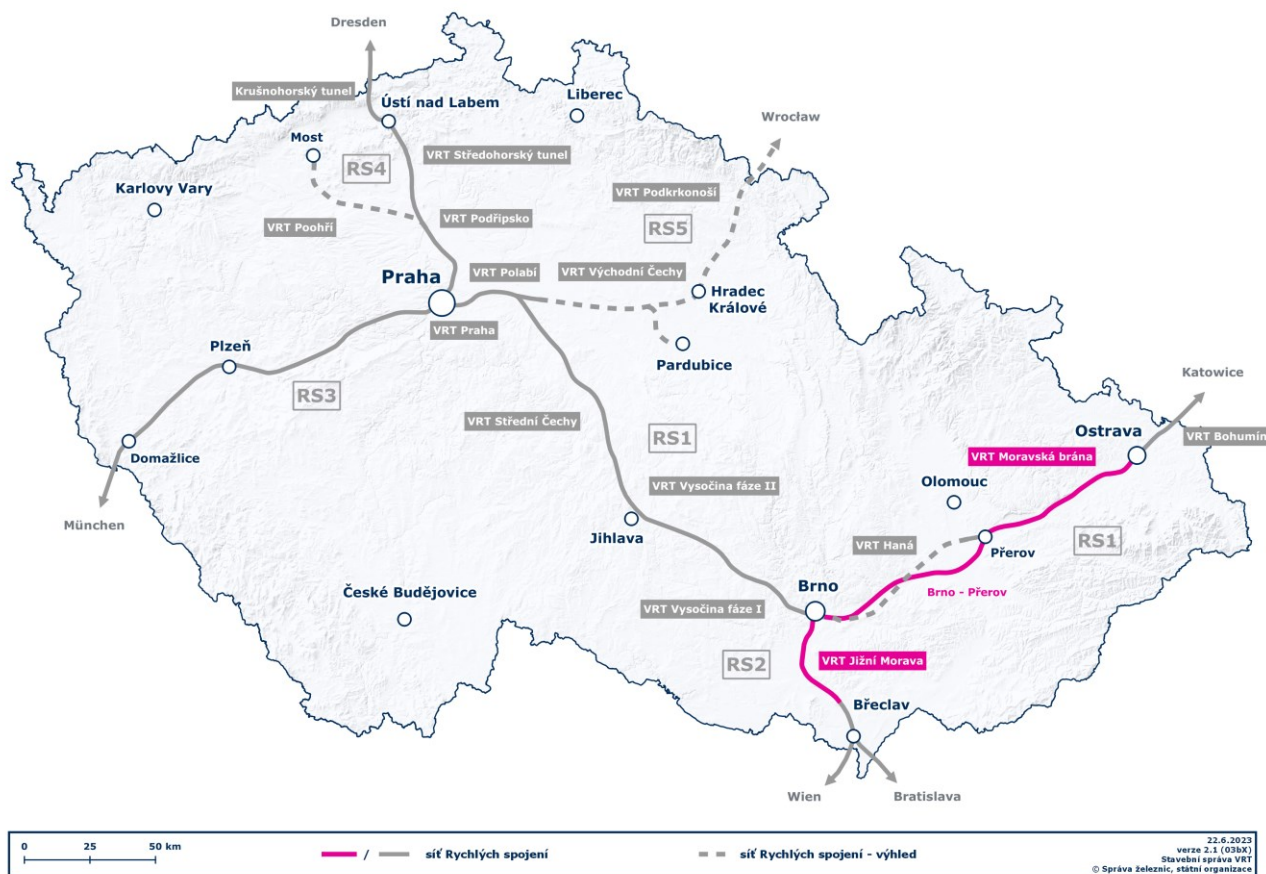 Dresden
Krušnohorský tunel
Ústí nad Labem
Liberec
Wrocław
Most
VRT Středohorský tunel
RS4
Karlovy Vary
VRT Podkrkonoší
VRT Poohří
VRT Podřipsko
RS5
Praha
VRT Polabí
VRT Východní Čechy
Hradec
Králové
VRT Praha
Plzeň
Pardubice
Katowice
RS3
VRT Střední Čechy
RS1
Ostrava
VRT Bohumín
Domažlice
VRT Moravská brána
VRT Vysočina fáze II
Olomouc
München
Jihlava
VRT Haná
RS1
Přerov
Brno
České Budějovice
Brno - Přerov
VRT Vysočina fáze I
RS2
VRT Jižní Morava
Břeclav
Wien
Bratislava
0 25 50 km
/
síť Rychlých spojení
síť Rychlých spojení - výhled
22.6.2023
verze 2.1 (03bX)
Stavební správa VRT
© Správa železnic, státní organizace